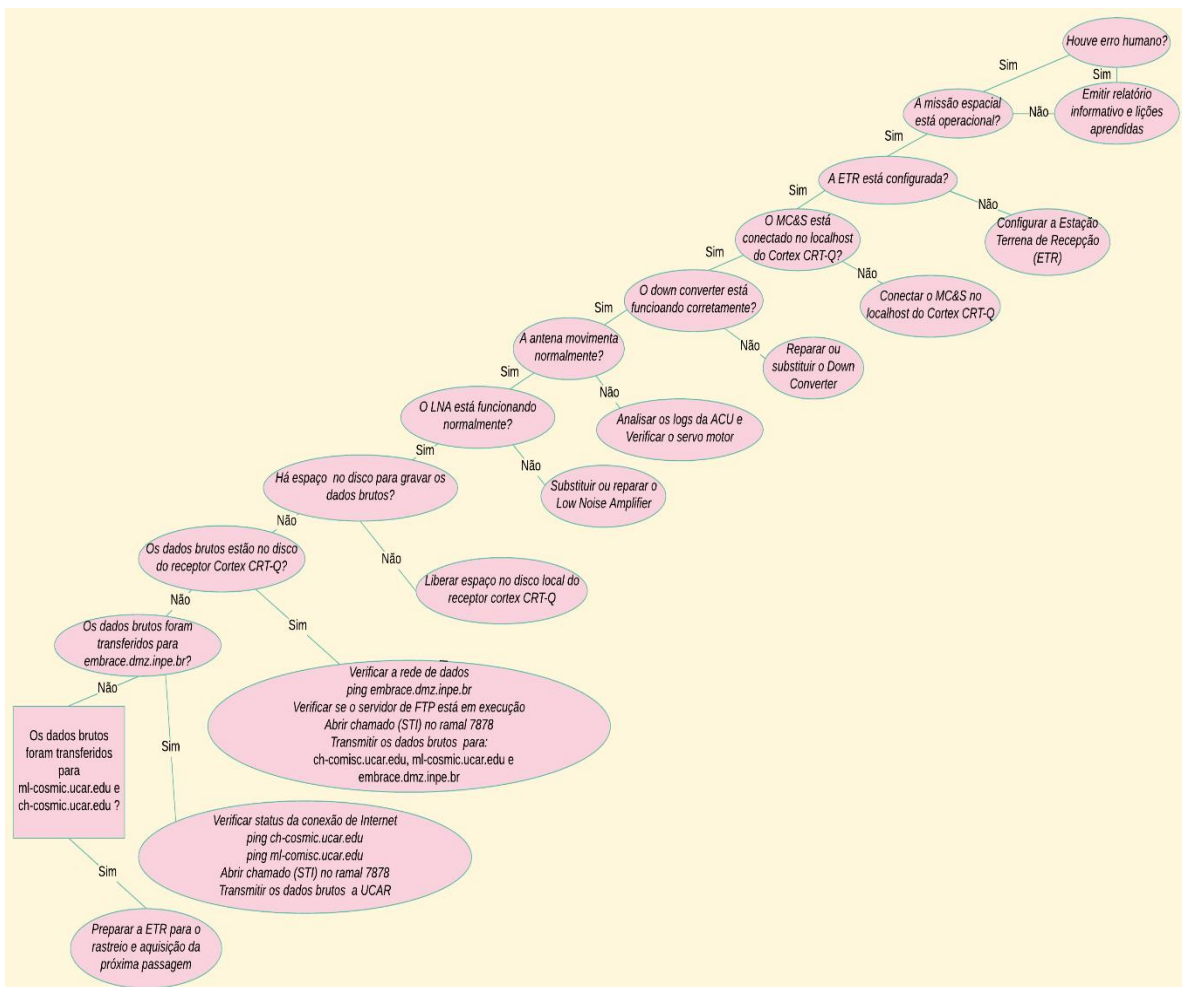 Houve erro humano?
Sim
Sim
A missão espacial
está operacional?
Não
Emitir relatório
informativo e lições
aprendidas
Sim
A ETR está configurada?
Sim
Não
Configurar a Estação
Terrena de Recepção
(ETR)
O MC&S está
conectado no localhost
do Cortex CRT-Q?
Sim
Não
Conectar o MC&S no
localhost do Cortex CRT-Q
O down converter está
funcioando corretamente?
Sim
Não
Reparar ou
substituir o Down
Converter
A antena movimenta
normalmente?
Sim
Não
Analisar os logs da ACU e
Verificar o servo motor
O LNA está funcionando
normalmente?
Sim
Não
Substituir ou reparar o
Low Noise Amplifier
Há espaço no disco para gravar os
dados brutos?
Não
Não
Liberar espaço no disco local do
receptor cortex CRT-Q
Os dados brutos estão no disco
do receptor Cortex CRT-Q?
Não
Sim
Verificar a rede de dados
ping embrace.dmz.inpe.br
Verificar se o servidor de FTP está em execução
Abrir chamado (STI) no ramal 7878
Transmitir os dados brutos para:
ch-comisc.ucar.edu, ml-cosmic.ucar.edu e
embrace.dmz.inpe.br
Os dados brutos foram
transferidos para
embrace.dmz.inpe.br?
Não
Sim
Os dados brutos
foram transferidos
para
ml-cosmic.ucar.edu e
ch-cosmic.ucar.edu ?
Verificar status da conexão de Internet
ping ch-cosmic.ucar.edu
ping ml-comisc.ucar.edu
Abrir chamado (STI) no ramal 7878
Transmitir os dados brutos a UCAR
Sim
Preparar a ETR para o
rastreio e aquisição da
próxima passagem